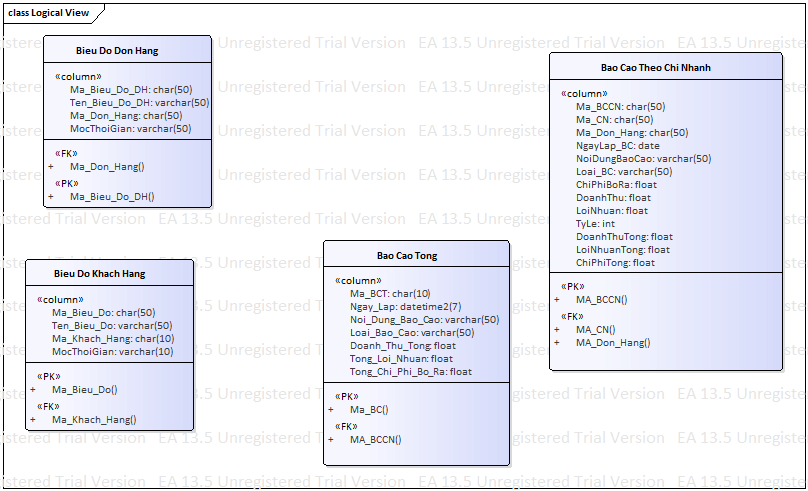 class Logical View
Unregistered Trial Version EA 13.5 Unregistered Trial Version EA 13.5 Unregistered Trial Version
Bieu Do Don Hang
«column»
Ma_Bieu_Do_DH: char(50)
Ten_Bieu_Do_DH: varchar(50)
Ma_Don_Hang: char(50)
MocThoiGian: varchar(50)
«FK»
+ Ma_Don_Hang()
«PK»
+ Ma_Bieu_Do_DH()
Bao Cao Theo Chi Nhanh
«column»
Ma_BCCN: char(50)
Ma_CN: char(50)
Ma_Don_Hang: char(50)
NgayLap_BC: date
NoiDungBaoCao: varchar(50)
Loai_BC: varchar(50)
ChiPhiBoRa: float
DoanhThu: float
LoiNhuan: float
TyLe: int
DoanhThuTong: float
LoiNhuanTong: float
ChiPhiTong: float
«PK»
+ MA_BCCN()
«FK»
+ MA_CN()
+ MA_Don_Hang()
Bieu Do Khach Hang
«column»
Ma_Bieu_Do: char(50)
Ten_Bieu_Do: varchar(50)
Ma_Khach_Hang: char(10)
MocThoiGian: varchar(10)
«PK»
+ Ma_Bieu_Do()
«FK»
+ Ma_Khach_Hang()
Bao Cao Tong
«column»
Ma_BCT: char(10)
Ngay_Lap: datetime2(7)
Noi_Dung_Bao_Cao: varchar(50)
Loai_Bao_Cao: varchar(50)
Doanh_Thu_Tong: float
Tong_Loi_Nhuan: float
Tong_Chi_Phi_Bo_Ra: float
«PK»
+ Ma_BC()
«FK»
+ MA_BCCN()